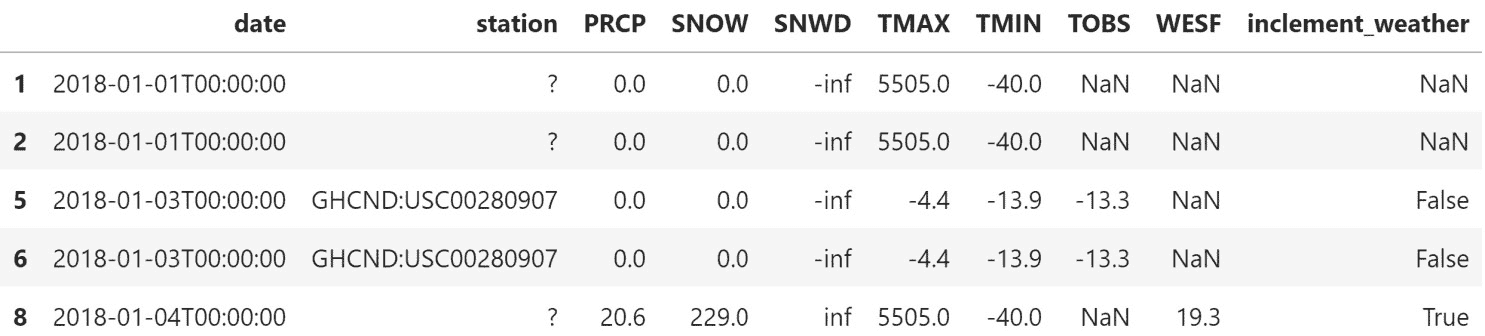 date station PRCP SNOW SNWD TMAX TMIN TOBS WESF inclement_weather
1 2018-01-01T00:00:00 ? 0.0 0.0 -inf 5505.0 -40.0 NaN NaN NaN
2 2018-01-01T00:00:00 ? 0.0 0.0 -inf 5505.0 -40.0 NaN NaN NaN
5 2018-01-03T00:00:00 GHCND:USC00280907 0.0 0.0 -inf -4.4 -13.9 -13.3 NaN False
6 2018-01-03T00:00:00 GHCND:USC00280907 0.0 0.0 -inf -4.4 -13.9 -13.3 NaN False
8 2018-01-04T00:00:00 ? 20.6 229.0 inf 5505.0 -40.0 NaN 19.3 True